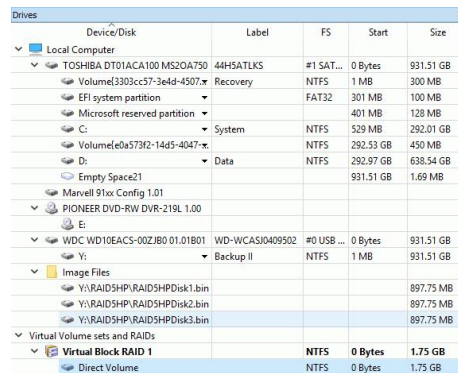 Drives
Device/Disk Label FS Start Size
Local Computer
TOSHIBA DT01ACA100 MS2OA750 44H5ATLKS #1 SAT... 0 Bytes 931.51 GB
Volume{3303cc57-3e4d-4507. Recovery NTFS 1 MB 300 MB
EFI system partition FAT32 301 MB 100 MB
Microsoft reserved partition 401 MB 128 MB
C: System NTFS 529 MB 292.01 GB
Volume{e0a573f2-14d5-4047- NTFS 292.53 GB 450 MB
D: Data NTFS 292.97 GB 638.54 GB
Empty Space21 931.51 GB 1.69 MB
Marvell 91xx Config 1.01
PIONEER DVD-RW DVR-219L 1.00
E:
WDC WD10EACS-00ZJB0 01.01B01 WD-WCASJ0409502 #0 USB ... 0 Bytes 931.51 GB
Y: Backup II NTFS 1 MB 931.51 GB
Image Files
Y:\RAID5HP\RAID5HPDisk1.bin 897.75 MB
Y:\RAID5HP\RAID5HPDisk2.bin 897.75 MB
Y:\RAID5HP\RAID5HPDisk3.bin 897.75 MB
Virtual Volume sets and RAIDs
Virtual Block RAID 1 NTFS 0 Bytes 1.75 GB
Direct Volume NTFS 0 Bytes 1.75 GB